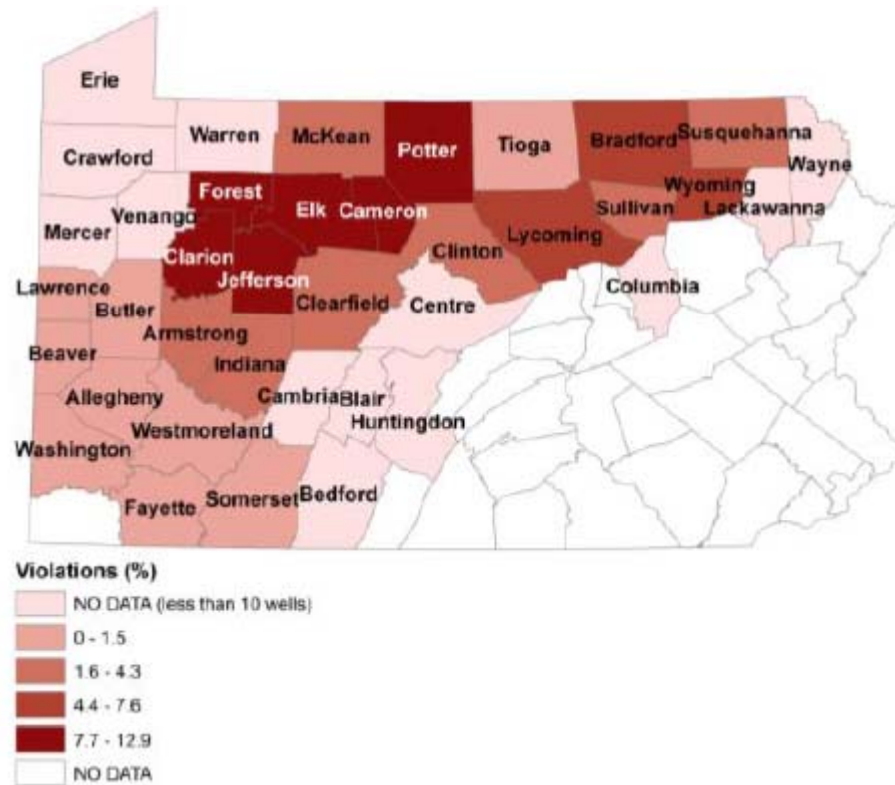 Erie
Warren
McKean
Potter
Tioga
Bradford
Susquehanna
Crawford
Wayne
Forest
Wyoming
Venango
Elk
Cameron
Sullivan
Lackawanna
Mercer
Lycoming
Clarion
Clinton
Jefferson
Lawrence
Clearfield
Columbia
Butler
Centre
Armstrong
Beaver
Indiana
Allegheny
Cambria
Blair
Huntingdon
Westmoreland
Washington
Somerset
Bedford
Fayette
Violations (%)
NO DATA (less than 10 wells)
0 - 1.5
1.6 - 4.3
4.4 - 7.6
7.7 - 12.9
NO DATA